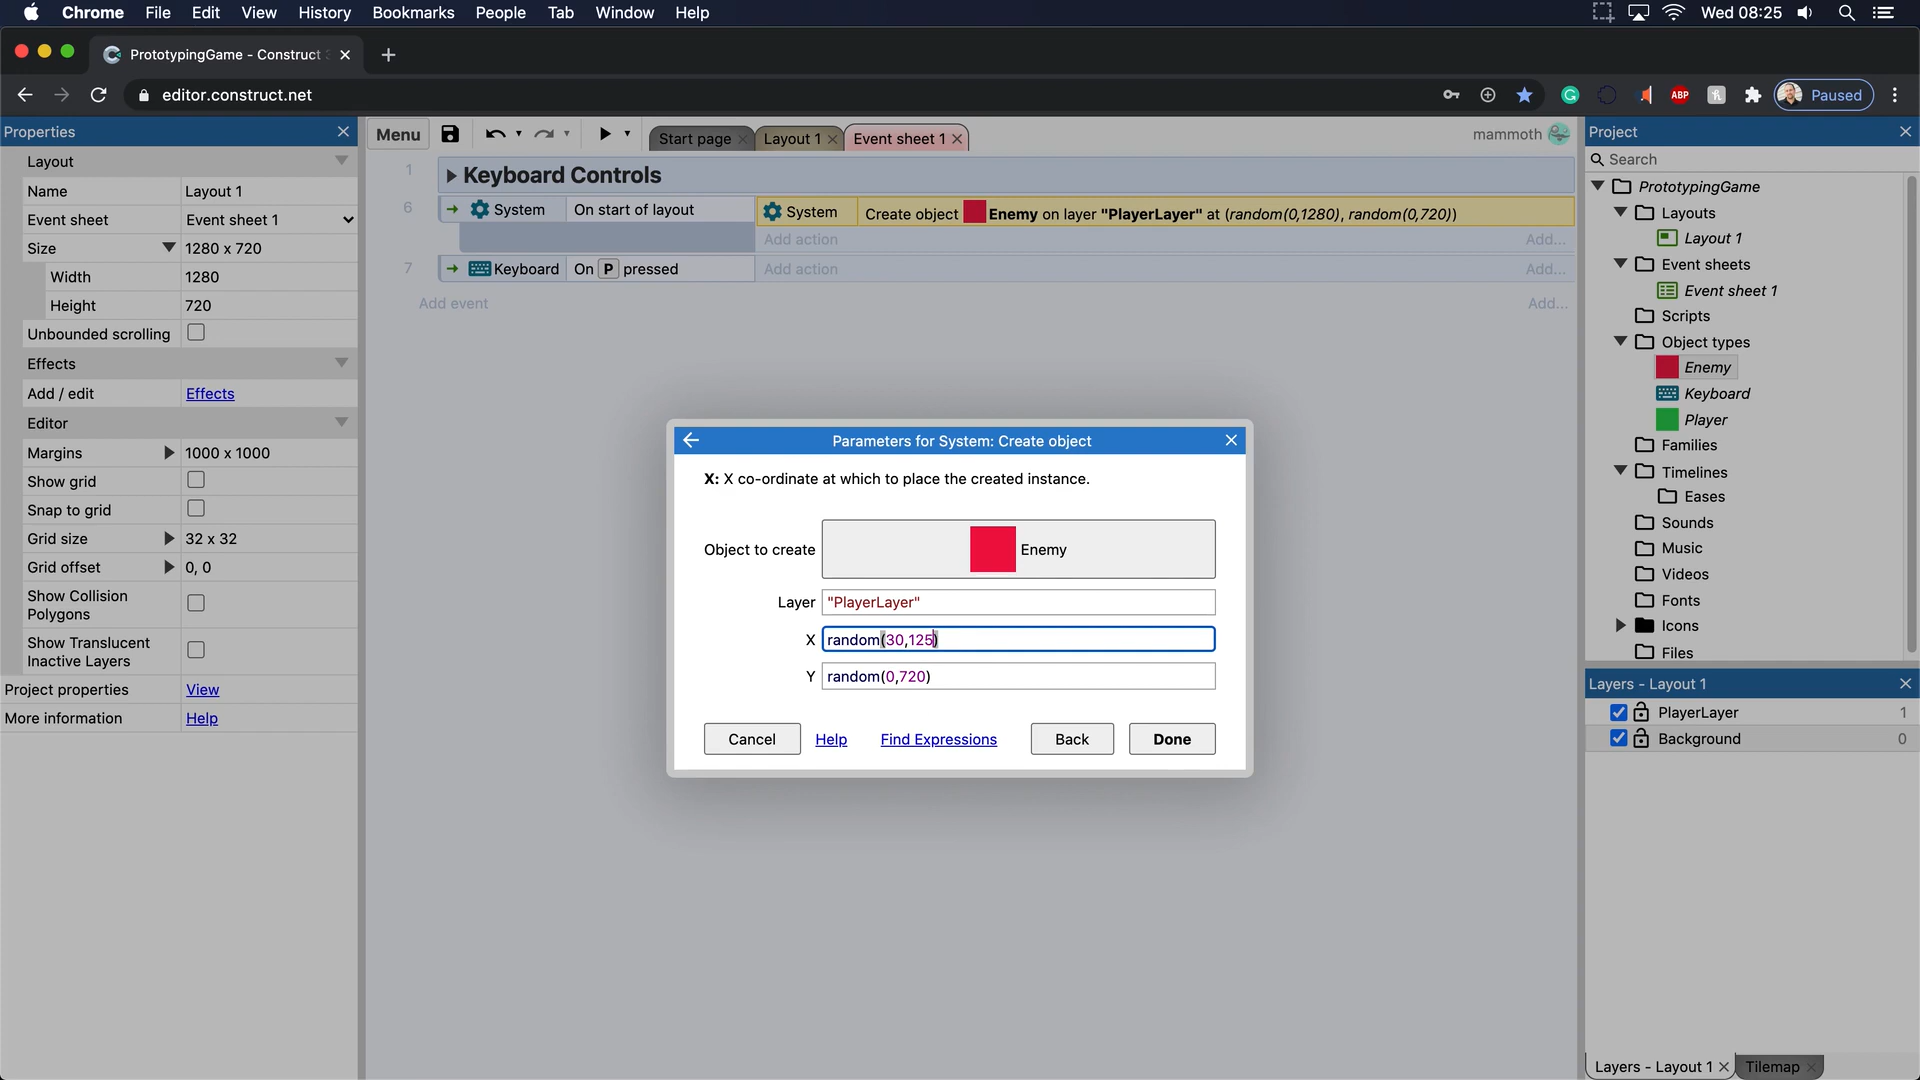 Chrome File Edit View History Bookmarks People Tab Window Help Wed 08:25
PrototypingGame - Construct 3
editor.construct.net ABP Paused
Properties
Layout
Name Layout 1
Event sheet Event sheet 1
Size 1280 x 720
Width 1280
Height 720
Unbounded scrolling
Effects
Add / edit Effects
Editor
Margins 1000 x 1000
Show grid
Snap to grid
Grid size 32 x 32
Grid offset 0, 0
Show Collision
Polygons
Show Translucent
Inactive Layers
Project properties View
More information Help
Menu Start page Layout 1 Event sheet 1 mammoth
1 Keyboard Controls
6 System On start of layout System Create object Enemy on layer "PlayerLayer" at (random(0,1280), random(0,720))
Add action Add...
7 Keyboard On P pressed Add action Add...
Add event Add...
Parameters for System: Create object
X: X co-ordinate at which to place the created instance.
Object to create Enemy
Layer "PlayerLayer"
X random(30,125)
Y random(0,720)
Cancel Help Find Expressions Back Done
Project
Search
PrototypingGame
Layouts
Layout 1
Event sheets
Event sheet 1
Scripts
Object types
Enemy
Keyboard
Player
Families
Timelines
Eases
Sounds
Music
Videos
Fonts
Icons
Files
Layers - Layout 1
PlayerLayer 1
Background 0
Layers - Layout 1 Tilemap